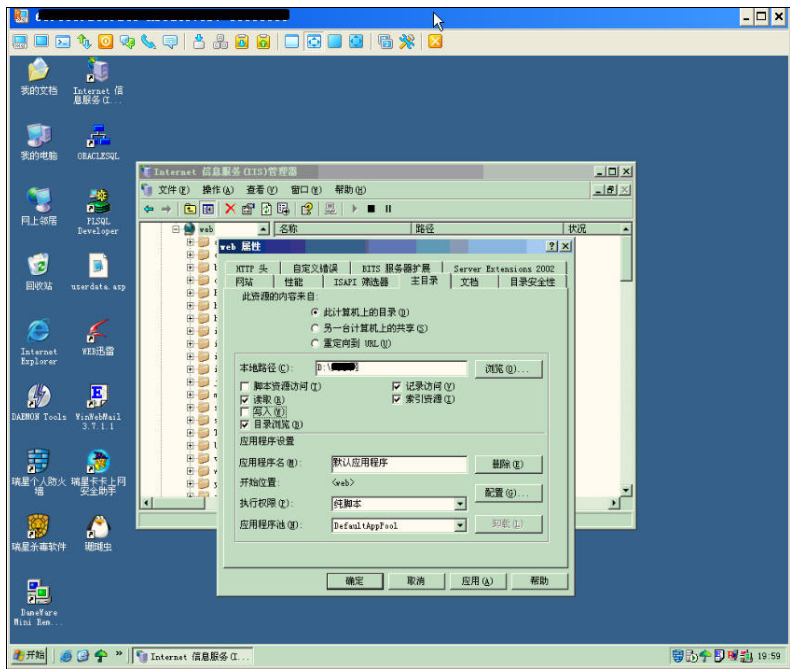 我的文档
Internet 信
息服务(I...
我的电脑
ORACLESQL
网上邻居
PLSQL
Developer
回收站
userdata.asp
Internet
Explorer
WEB迅雷
DAEMON Tools
WinWebMail
3.7.1.1
瑞星个人防火
墙
瑞星卡卡上网
安全助手
瑞星杀毒软件
珊瑚虫
DameWare
Mini Rem...
Internet 信息服务(IIS)管理器
文件(F) 操作(A) 查看(V) 窗口(W) 帮助(H)
web
名称 路径 状况
web 属性
HTTP 头 自定义错误 BITS 服务器扩展 Server Extensions 2002
网站 性能 ISAPI 筛选器 主目录 文档 目录安全性
此资源的内容来自:
此计算机上的目录(D)
另一台计算机上的共享(S)
重定向到 URL(U)
本地路径(C): D:\ 浏览(O)...
脚本资源访问(T) 记录访问(V)
读取(R) 索引资源(I)
写入(W)
目录浏览(B)
应用程序设置
应用程序名(M): 默认应用程序 删除(E)
开始位置: <web>
配置(G)...
执行权限(P): 纯脚本
应用程序池(N): DefaultAppPool 卸载(L)
确定 取消 应用(A) 帮助
开始 Internet 信息服务(I... 19:59